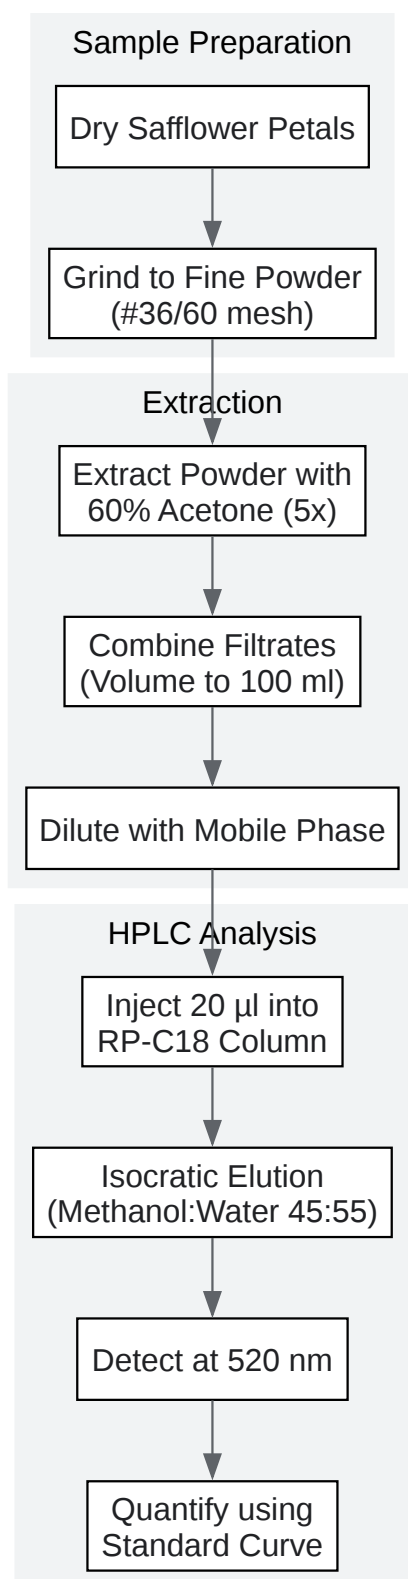 Sample Preparation
Dry Safflower Petals
Grind to Fine Powder
(#36/60 mesh)
Extraction
Extract Powder with
60% Acetone (5x)
Combine Filtrates
(Volume to 100 ml)
Dilute with Mobile Phase
HPLC Analysis
Inject 20 µl into
RP-C18 Column
Isocratic Elution
(Methanol:Water 45:55)
Detect at 520 nm
Quantify using
Standard Curve